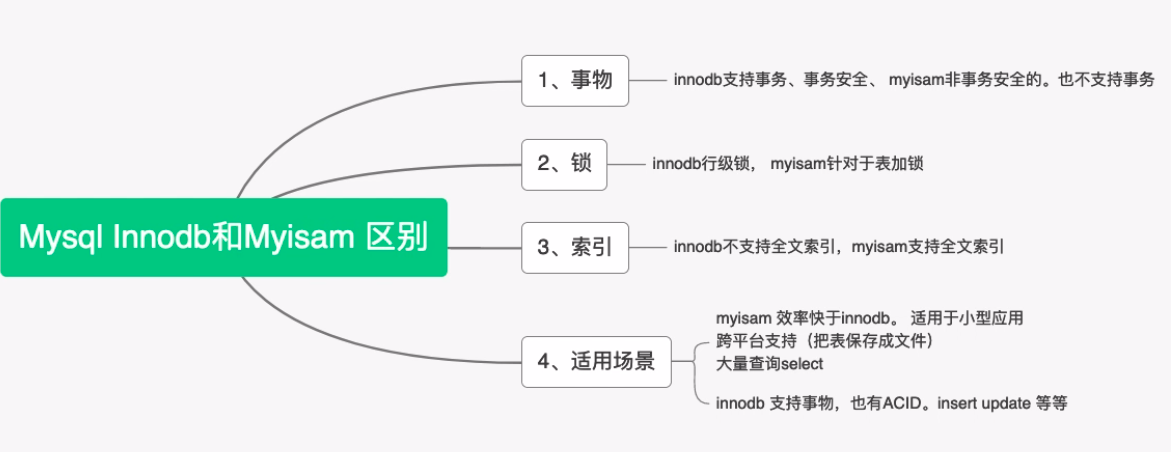 Mysql Innodb和Myisam 区别
1、事物
innodb支持事务、事务安全、 myisam非事务安全的。也不支持事务
2、锁
innodb行级锁， myisam针对于表加锁
3、索引
innodb不支持全文索引，myisam支持全文索引
4、适用场景
myisam 效率快于innodb。 适用于小型应用
跨平台支持（把表保存成文件）
大量查询select
innodb 支持事物，也有ACID。insert update 等等